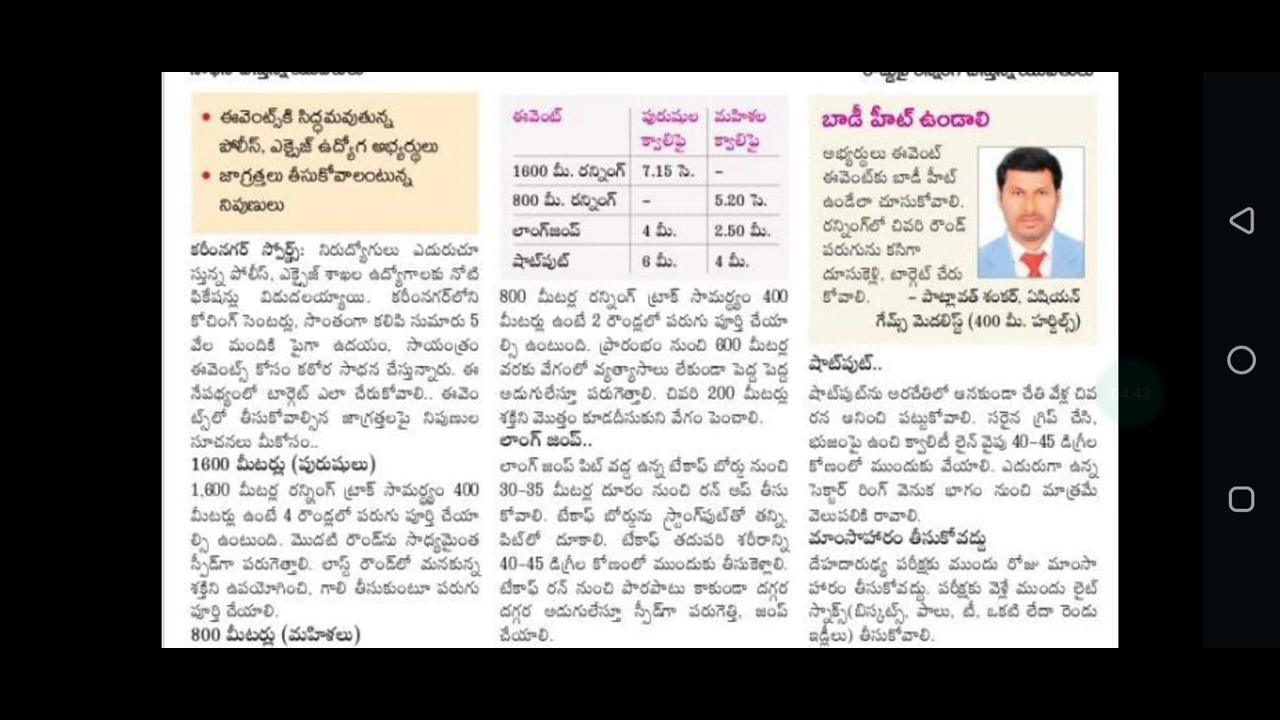 • ఈవెంట్స్‌కి సిద్ధమవుతున్న
పోలీస్, ఎక్సైజ్ ఉద్యోగ అభ్యర్థులు
• జాగ్రత్తలు తీసుకోవాలంటున్న
నిపుణులు
కరీంనగర్ స్పోర్ట్స్: నిరుద్యోగులు ఎదురుచూ
స్తున్న పోలీస్, ఎక్సైజ్ శాఖల ఉద్యోగాలకు నోటి
ఫికేషన్లు విడుదలయ్యాయి. కరీంనగర్‌లోని
కోచింగ్ సెంటర్లు, సొంతంగా కలిపి సుమారు 5
వేల మందికి పైగా ఉదయం, సాయంత్రం
ఈవెంట్స్ కోసం కఠోర సాధన చేస్తున్నారు. ఈ
నేపథ్యంలో టార్గెట్ ఎలా చేరుకోవాలి.. ఈవెం
ట్స్‌లో తీసుకోవాల్సిన జాగ్రత్తలపై నిపుణుల
సూచనలు మీకోసం..
1600 మీటర్లు (పురుషులు)
1,600 మీటర్ల రన్నింగ్ ట్రాక్ సామర్థ్యం 400
మీటర్లు ఉంటే 4 రౌండ్లలో పరుగు పూర్తి చేయా
ల్సి ఉంటుంది. మొదటి రౌండ్‌ను సాధ్యమైంత
స్పీడ్‌గా పరుగెత్తాలి. లాస్ట్ రౌండ్‌లో మనకున్న
శక్తిని ఉపయోగించి, గాలి తీసుకుంటూ పరుగు
పూర్తి చేయాలి.
800 మీటర్లు (మహిళలు)
ఈవెంట్ పురుషుల మహిళల
క్వాలిఫై క్వాలిఫై
1600 మీ. రన్నింగ్ 7.15 సె. –
800 మీ. రన్నింగ్ – 5.20 సె.
లాంగ్‌జంప్ 4 మీ. 2.50 మీ.
షాట్‌పుట్ 6 మీ. 4 మీ.
800 మీటర్ల రన్నింగ్ ట్రాక్ సామర్థ్యం 400
మీటర్లు ఉంటే 2 రౌండ్లలో పరుగు పూర్తి చేయా
ల్సి ఉంటుంది. ప్రారంభం నుంచి 600 మీటర్ల
వరకు వేగంలో వ్యత్యాసాలు లేకుండా పెద్ద పెద్ద
అడుగులేస్తూ పరుగెత్తాలి. చివరి 200 మీటర్లు
శక్తిని మొత్తం కూడదీసుకుని వేగం పెంచాలి.
లాంగ్ జంప్..
లాంగ్ జంప్ పిట్ వద్ద ఉన్న టేకాఫ్ బోర్డు నుంచి
30-35 మీటర్ల దూరం నుంచి రన్ అప్ తీసు
కోవాలి. టేకాఫ్ బోర్డును స్ట్రాంగ్‌ఫుట్‌తో తన్ని,
పిట్‌లో దూకాలి. టేకాఫ్ తదుపరి శరీరాన్ని
40-45 డిగ్రీల కోణంలో ముందుకు తీసుకెళ్లాలి.
టేకాఫ్ రన్ నుంచి పొరపాటు కాకుండా దగ్గర
దగ్గర అడుగులేస్తూ స్పీడ్‌గా పరుగెత్తి, జంప్
చేయాలి.
బాడీ హీట్ ఉండాలి
అభ్యర్థులు ఈవెంట్
ఈవెంట్‌కు బాడీ హీట్
ఉండేలా చూసుకోవాలి.
రన్నింగ్‌లో చివరి రౌండ్
పరుగును కసిగా
దూసుకెళ్లి, టార్గెట్ చేరు
కోవాలి. – పాట్లావత్ శంకర్, ఏషియన్
గేమ్స్ మెడలిస్ట్ (400 మీ. హర్డిల్స్)
షాట్‌పుట్..
షాట్‌పుట్‌ను అరచేతిలో ఆనకుండా చేతి వేళ్ల చివ
రన ఆనించి పట్టుకోవాలి. సరైన గ్రిప్ చేసి,
భుజంపై ఉంచి క్వాలిటీ లైన్ వైపు 40-45 డిగ్రీల
కోణంలో ముందుకు వేయాలి. ఎదురుగా ఉన్న
సెక్టార్ రింగ్ వెనుక భాగం నుంచి మాత్రమే
వెలుపలికి రావాలి.
మాంసాహారం తీసుకోవద్దు
దేహదారుఢ్య పరీక్షకు ముందు రోజు మాంసా
హారం తీసుకోవద్దు. పరీక్షకు వెళ్లే ముందు లైట్
స్నాక్స్(బిస్కట్స్, పాలు, టీ, ఒకటి లేదా రెండు
ఇడ్లీలు) తీసుకోవాలి.
04:43